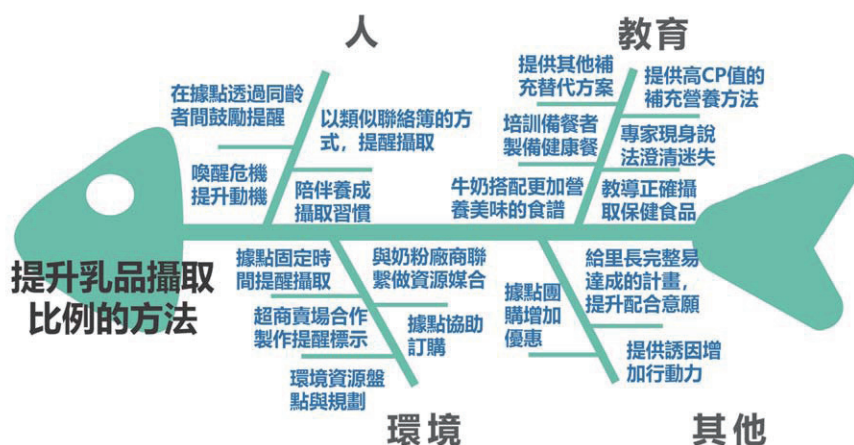 人
在據點透過同齡
者間鼓勵提醒
以類似聯絡簿的方
式，提醒攝取
喚醒危機
提升動機
陪伴養成
攝取習慣
教育
提供其他補
充替代方案
提供高CP值的
補充營養方法
培訓備餐者
製備健康餐
專家現身說
法澄清迷失
牛奶搭配更加營
養美味的食譜
教導正確攝
取保健食品
提升乳品攝取
比例的方法
據點固定時
間提醒攝取
與奶粉廠商聯
繫做資源媒合
超商賣場合作
製作提醒標示
據點協助
訂購
環境資源盤
點與規劃
環境
據點團
購增加
優惠
給里長完整易
達成的計畫，
提升配合意願
提供誘因增
加行動力
其他